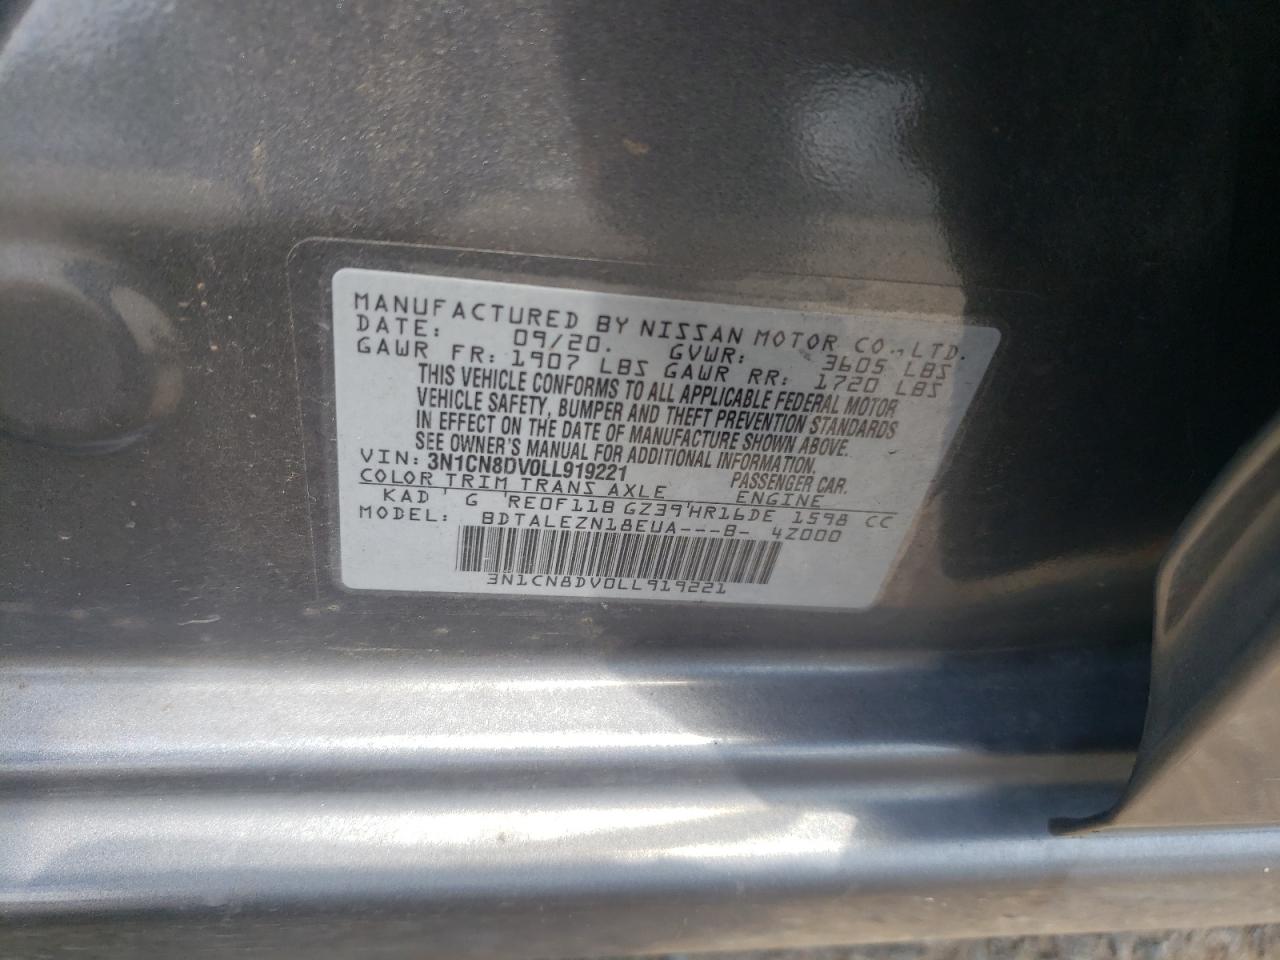 MANUFACTURED BY NISSAN MOTOR CO., LTD.
DATE: 09/20. GVWR: 3605 LBS
GAWR FR: 1907 LBS GAWR RR: 1720 LBS
THIS VEHICLE CONFORMS TO ALL APPLICABLE FEDERAL MOTOR
VEHICLE SAFETY, BUMPER AND THEFT PREVENTION STANDARDS
IN EFFECT ON THE DATE OF MANUFACTURE SHOWN ABOVE.
SEE OWNER'S MANUAL FOR ADDITIONAL INFORMATION.
VIN: 3N1CN8DV0LL919221 PASSENGER CAR.
COLOR TRIM TRANS AXLE ENGINE
KAD ' G ' RE0F11B GZ39'HR16DE 1598 CC
MODEL: BDTALEZN18EUA---B- 4Z000
3N1CN8DV0LL919221